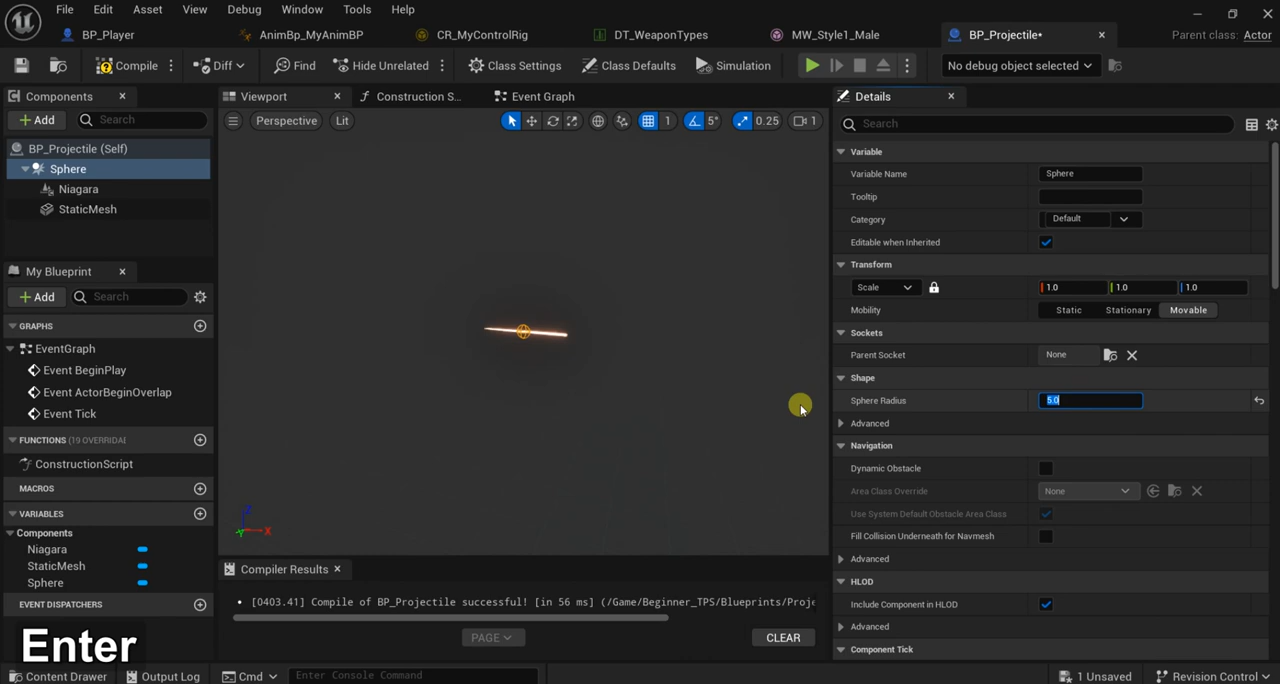 File Edit Asset View Debug Window Tools Help
BP_Player AnimBp_MyAnimBP CR_MyControlRig DT_WeaponTypes MW_Style1_Male BP_Projectile* Parent class: Actor
Compile Diff Find Hide Unrelated Class Settings Class Defaults Simulation No debug object selected
Components Viewport Construction S... Event Graph Details
+ Add Search Perspective Lit 1 5° 0.25 1 Search
BP_Projectile (Self)
Sphere
Niagara
StaticMesh
My Blueprint
+ Add Search
GRAPHS
EventGraph
Event BeginPlay
Event ActorBeginOverlap
Event Tick
FUNCTIONS (19 OVERRIDAI
ConstructionScript
MACROS
VARIABLES
Components
Niagara
StaticMesh
Sphere
EVENT DISPATCHERS
Z
Y X
Compiler Results
[0403.41] Compile of BP_Projectile successful! [in 56 ms] (/Game/Beginner_TPS/Blueprints/Proje
PAGE CLEAR
Variable
Variable Name Sphere
Tooltip
Category Default
Editable when Inherited
Transform
Scale 1.0 1.0 1.0
Mobility Static Stationary Movable
Sockets
Parent Socket None
Shape
Sphere Radius 5.0
Advanced
Navigation
Dynamic Obstacle
Area Class Override None
Use System Default Obstacle Area Class
Fill Collision Underneath for Navmesh
Advanced
HLOD
Include Component in HLOD
Advanced
Component Tick
Enter
Content Drawer Output Log Cmd Enter Console Command 1 Unsaved Revision Control